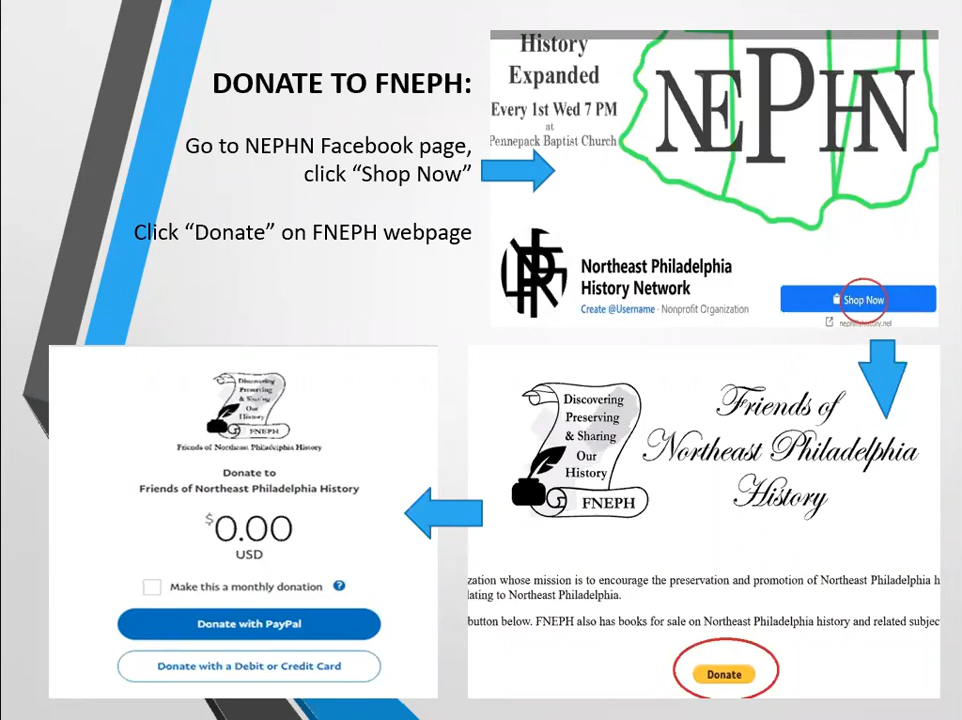 DONATE TO FNEPH:
Go to NEPHN Facebook page,
click “Shop Now”
Click “Donate” on FNEPH webpage
History
Expanded
Every 1st Wed 7 PM
at
Pennepack Baptist Church
NEPHN
Northeast Philadelphia
History Network
Create @Username · Nonprofit Organization
Shop Now
Discovering
Preserving
& Sharing
Our
History
FNEPH
Friends of Northeast Philadelphia History
Donate to
Friends of Northeast Philadelphia History
$0.00
USD
Make this a monthly donation ?
Donate with PayPal
Donate with a Debit or Credit Card
Discovering
Preserving
& Sharing
Our
History
FNEPH
Friends of
Northeast Philadelphia
History
zation whose mission is to encourage the preservation and promotion of Northeast Philadelphia h
lating to Northeast Philadelphia.
button below. FNEPH also has books for sale on Northeast Philadelphia history and related subjec
Donate